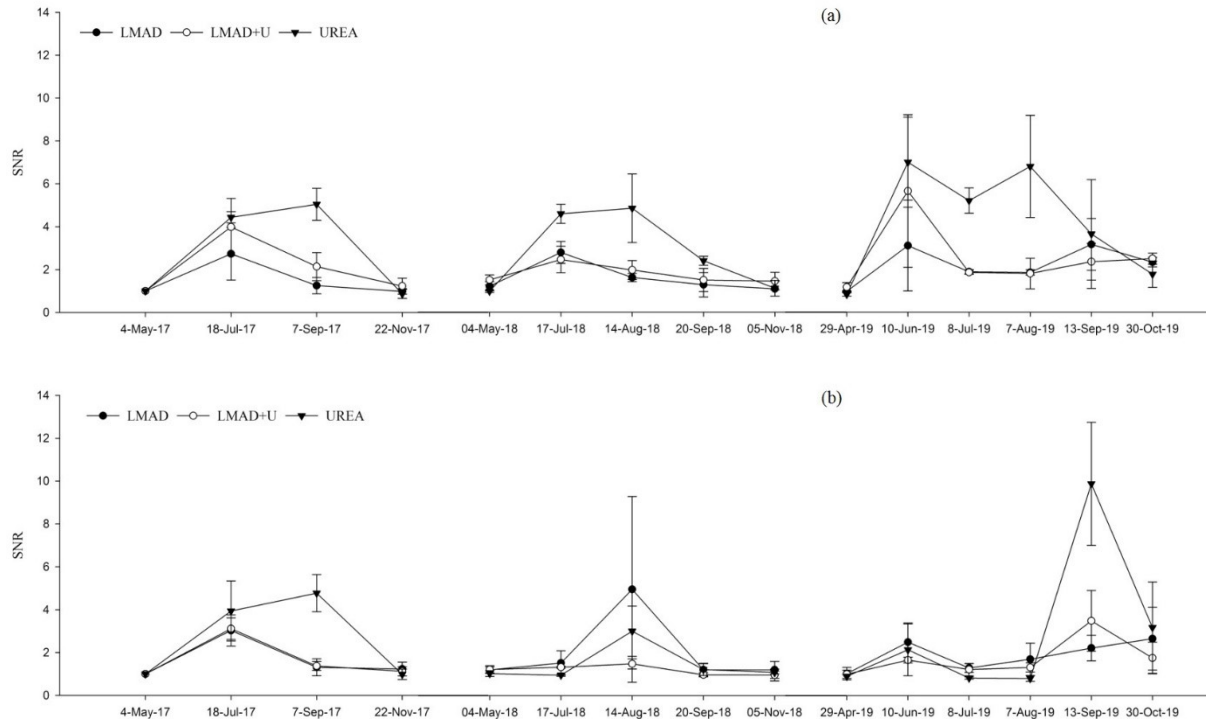 14
(a)
LMAD LMAD+U UREA
12
10
8
SNR
6
4
2
0
4-May-17 18-Jul-17 7-Sep-17 22-Nov-17 04-May-18 17-Jul-18 14-Aug-18 20-Sep-18 05-Nov-18 29-Apr-19 10-Jun-19 8-Jul-19 7-Aug-19 13-Sep-19 30-Oct-19
14
(b)
LMAD LMAD+U UREA
12
10
8
SNR
6
4
2
0
4-May-17 18-Jul-17 7-Sep-17 22-Nov-17 04-May-18 17-Jul-18 14-Aug-18 20-Sep-18 05-Nov-18 29-Apr-19 10-Jun-19 8-Jul-19 7-Aug-19 13-Sep-19 30-Oct-19